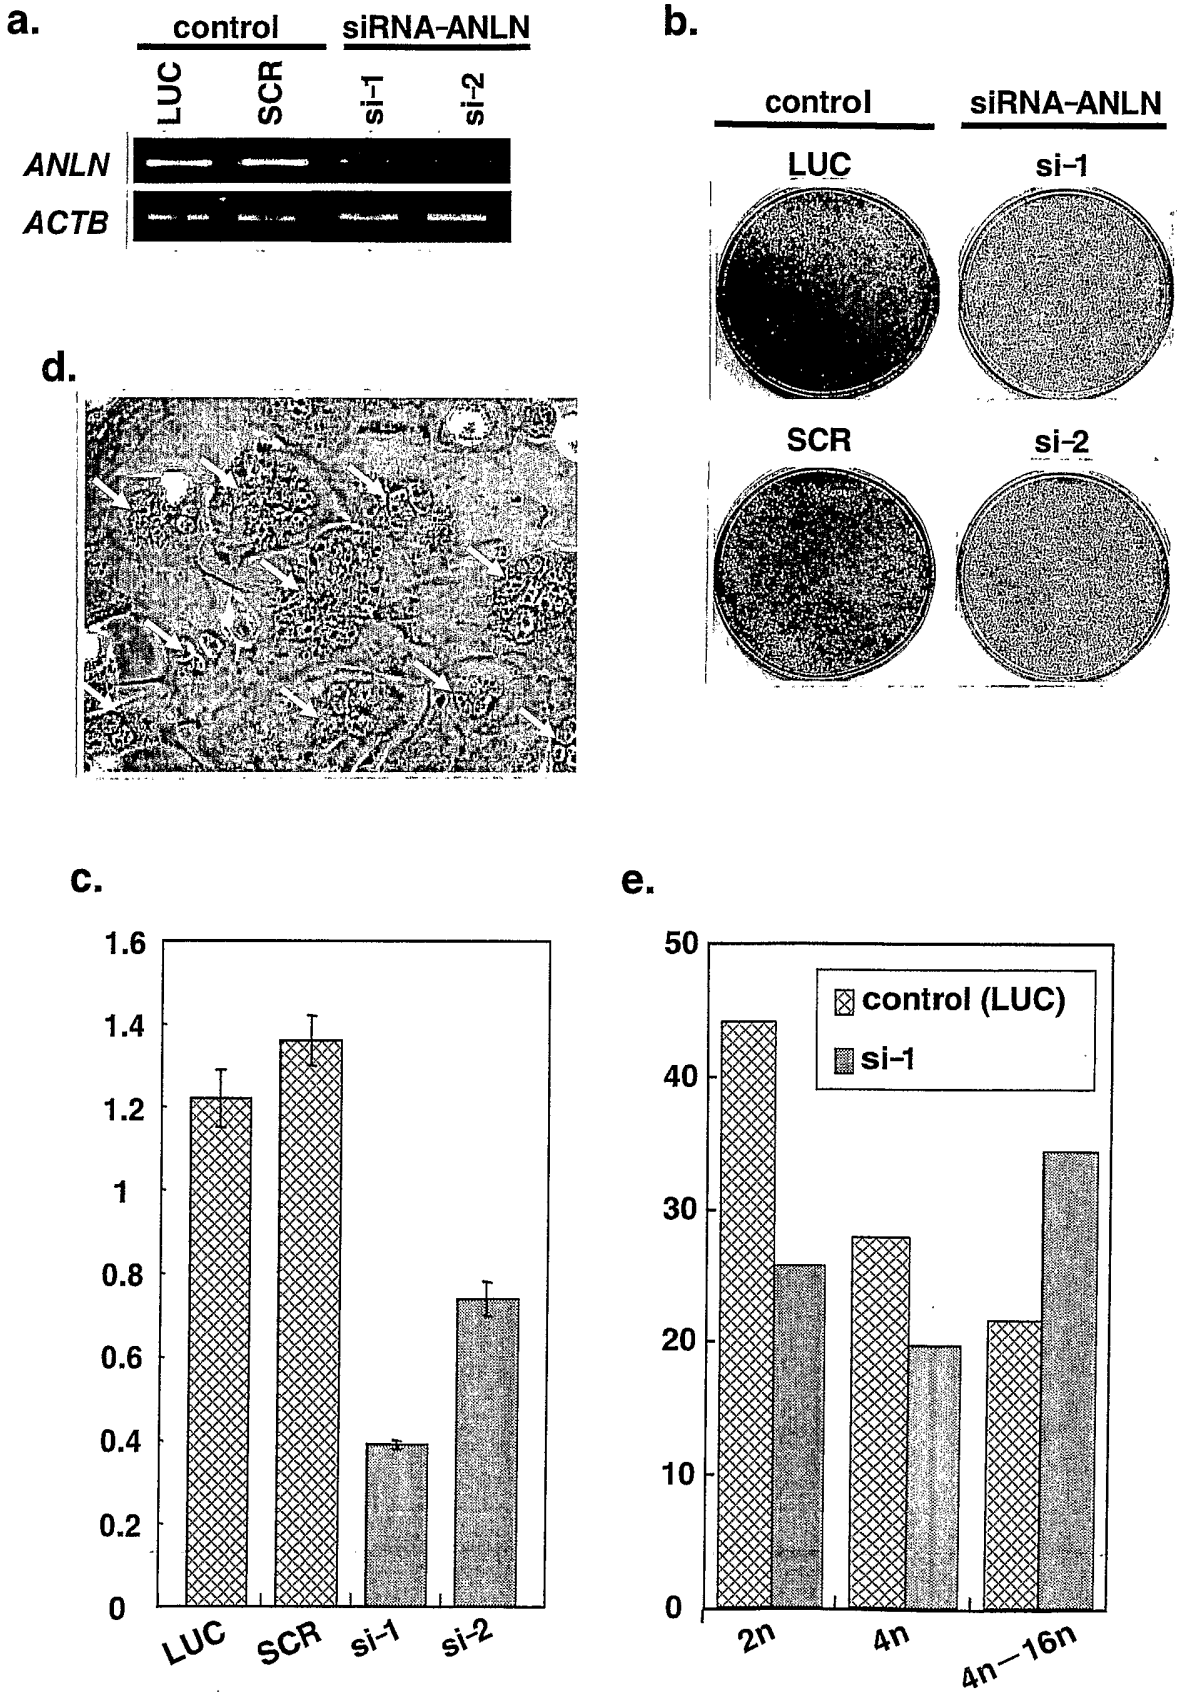 a.
control siRNA-ANLN
LUC SCR si-1 si-2
ANLN
ACTB
b.
control siRNA-ANLN
LUC si-1
SCR si-2
d.
c.
1.6
1.4
1.2
1
0.8
0.6
0.4
0.2
0
LUC SCR si-1 si-2
e.
50
40
30
20
10
0
control (LUC)
si-1
2n 4n 4n-16n